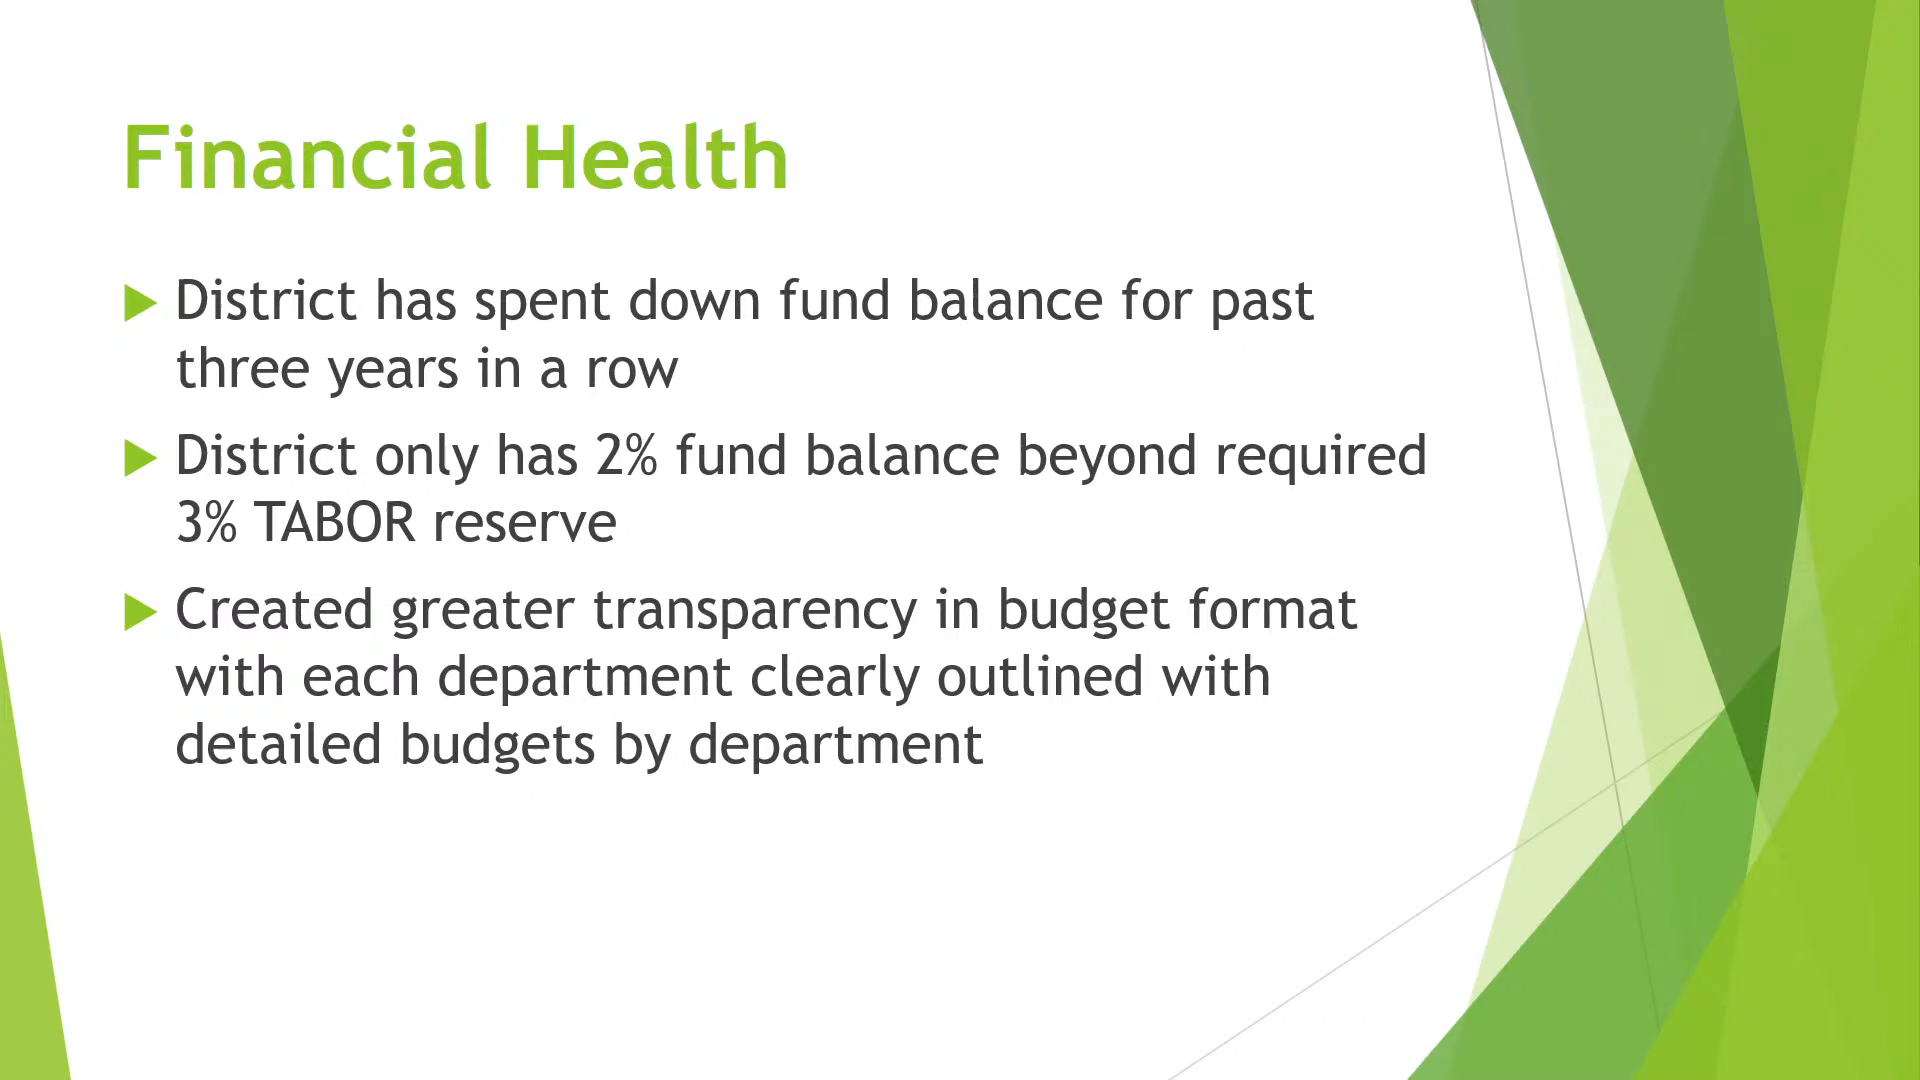 Financial Health
District has spent down fund balance for past
three years in a row
District only has 2% fund balance beyond required
3% TABOR reserve
Created greater transparency in budget format
with each department clearly outlined with
detailed budgets by department